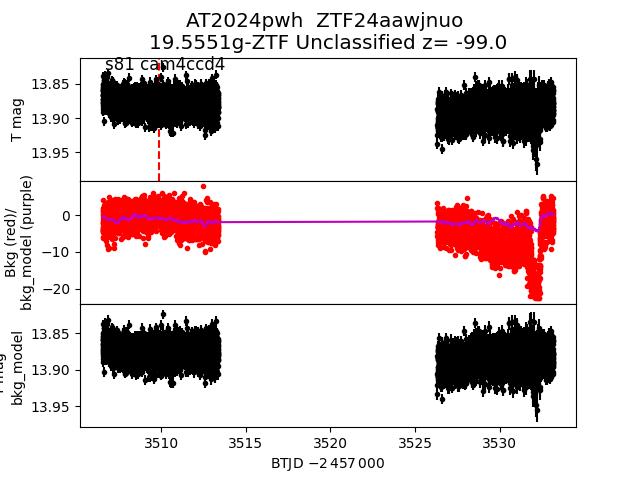 AT2024pwh  ZTF24aawjnuo
19.5551g-ZTF Unclassified z= -99.0
s81 cam4ccd4
13.85
13.90
13.95
T mag
0
−10
−20
Bkg (red)/
bkg_model (purple)
13.85
13.90
13.95
bkg_model
3510
3515
3520
3525
3530
BTJD −2 457 000